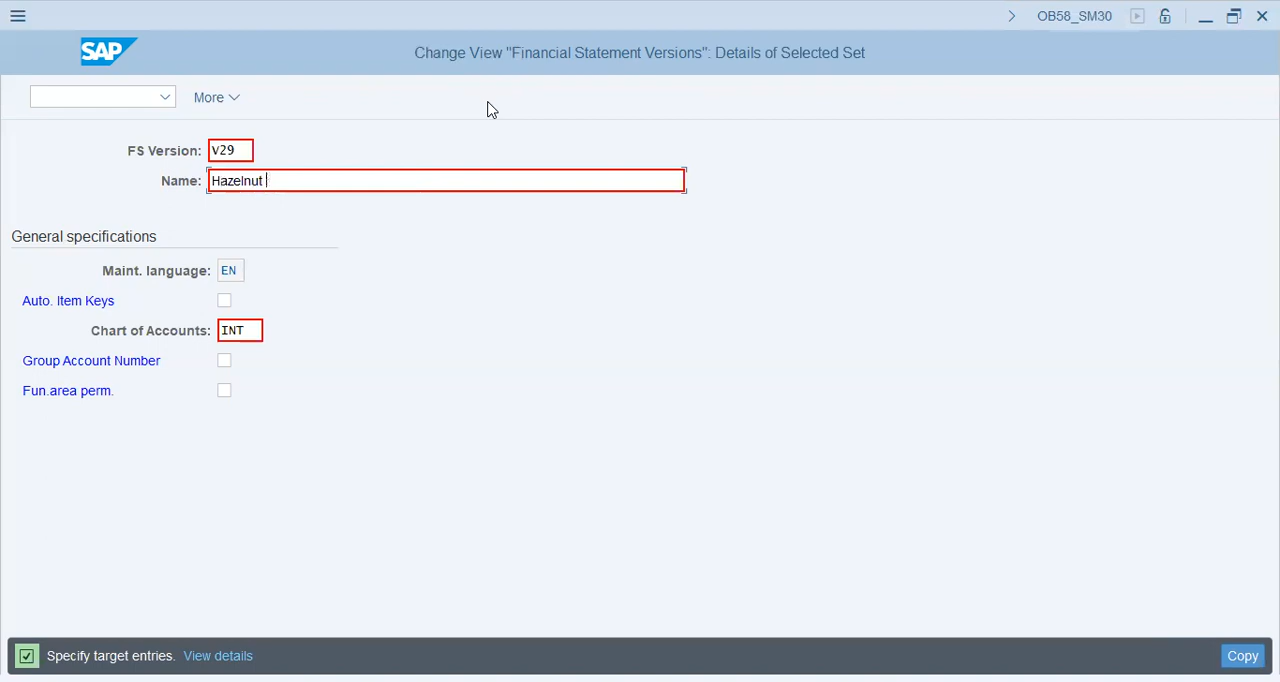 OB58_SM30
SAP
Change View "Financial Statement Versions": Details of Selected Set
More
FS Version: V29
Name: Hazelnut
General specifications
Maint. language: EN
Auto. Item Keys
Chart of Accounts: INT
Group Account Number
Fun.area perm.
Specify target entries. View details
Copy